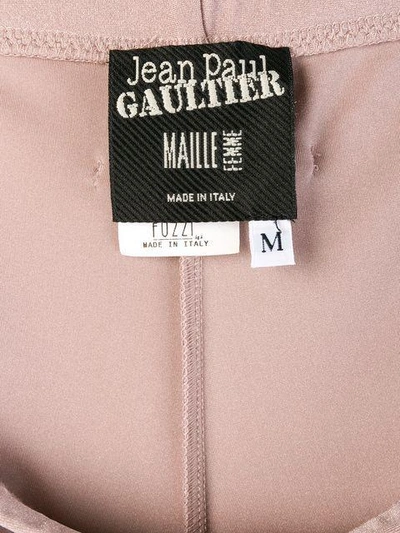 Jean Paul
GAULTIER
MAILLE FEMME
MADE IN ITALY
FUZZI
MADE IN ITALY
M